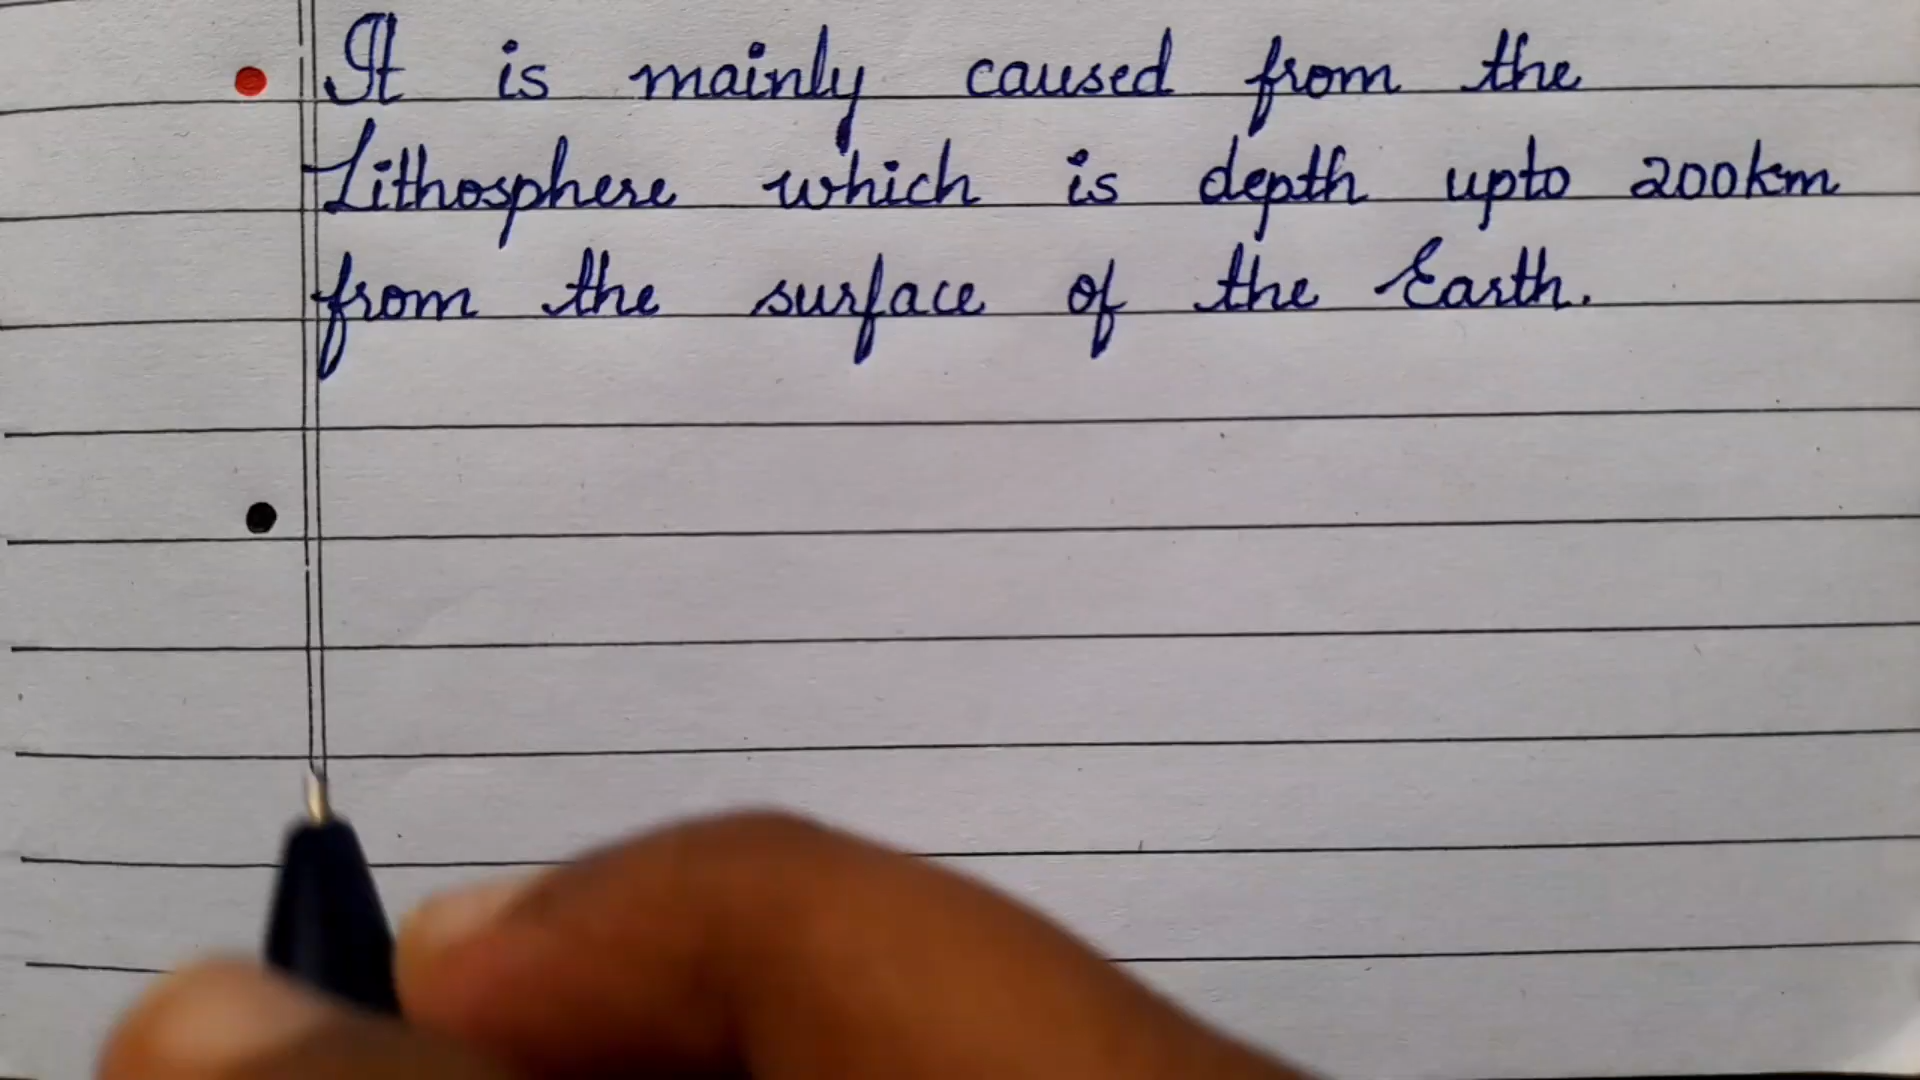 It is mainly caused from the
Lithosphere which is depth upto 200km
from the surface of the Earth.